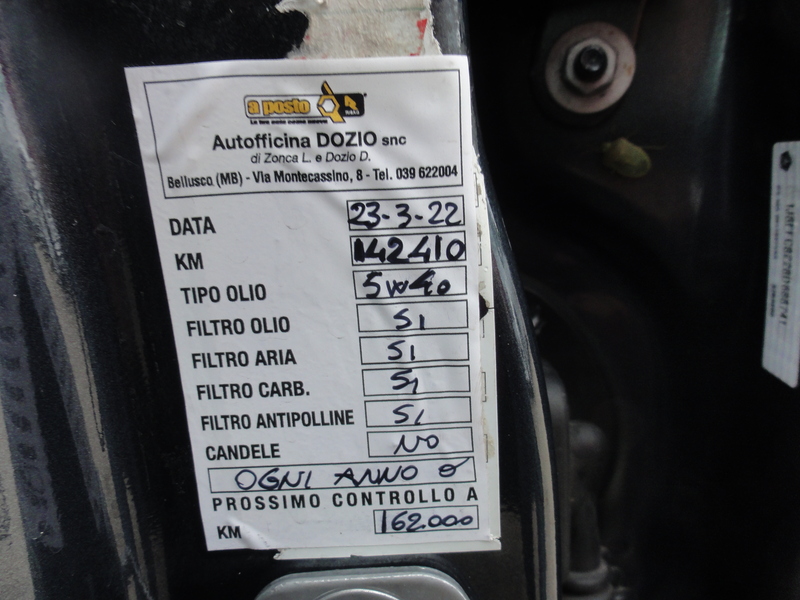 a posto
Autofficina DOZIO snc
di Zonca L. e Dozio D.
Bellusco (MB) - Via Montecassino, 8 - Tel. 039 622004
DATA 23-3-22
KM 142410
TIPO OLIO 5W40
FILTRO OLIO SI
FILTRO ARIA SI
FILTRO CARB. SI
FILTRO ANTIPOLLINE SI
CANDELE NO
OGNI ANNO O
PROSSIMO CONTROLLO A
KM 162.000